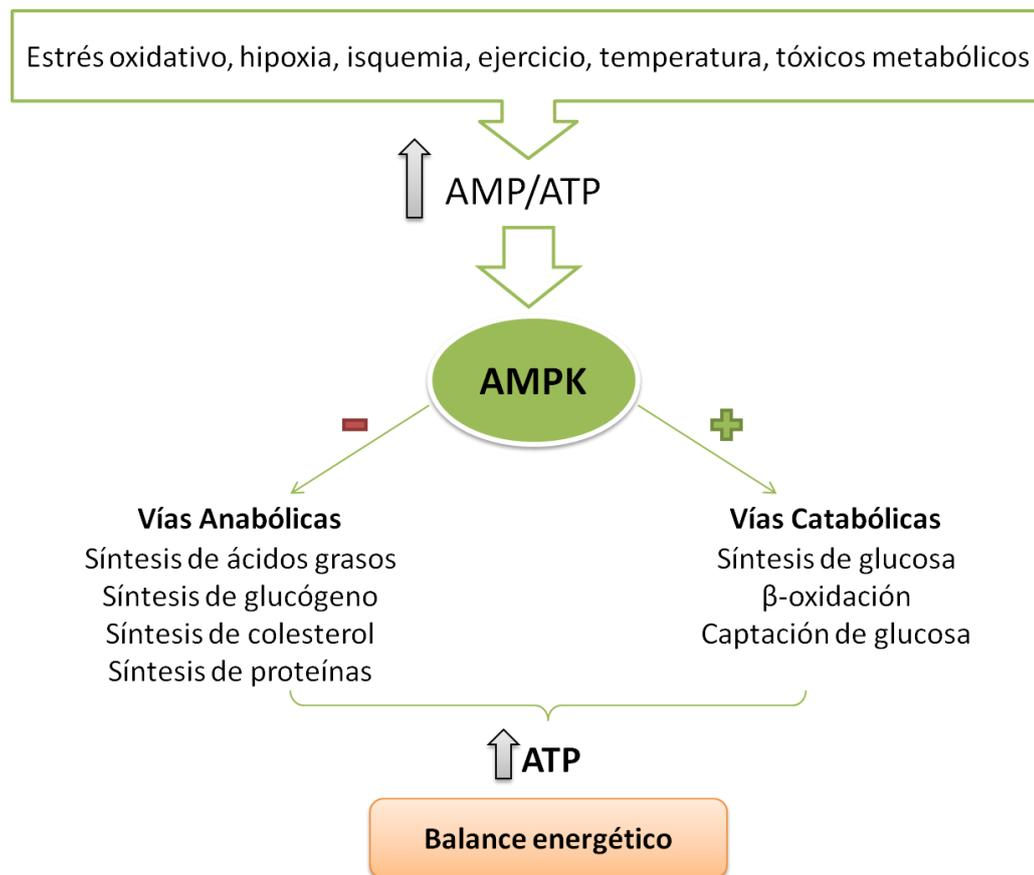 Estrés oxidativo, hipoxia, isquemia, ejercicio, temperatura, tóxicos metabólicos
AMP/ATP
AMPK
Vías Anabólicas
Síntesis de ácidos grasos
Síntesis de glucógeno
Síntesis de colesterol
Síntesis de proteínas
Vías Catabólicas
Síntesis de glucosa
β-oxidación
Captación de glucosa
ATP
Balance energético